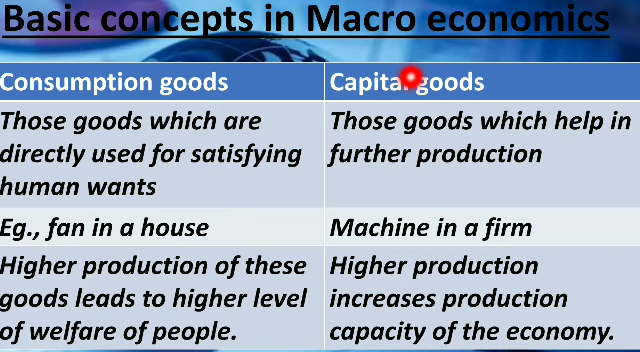 Basic concepts in Macro economics
Consumption goods
Capital goods
Those goods which are
directly used for satisfying
human wants
Those goods which help in
further production
Eg., fan in a house
Machine in a firm
Higher production of these
goods leads to higher level
of welfare of people.
Higher production
increases production
capacity of the economy.